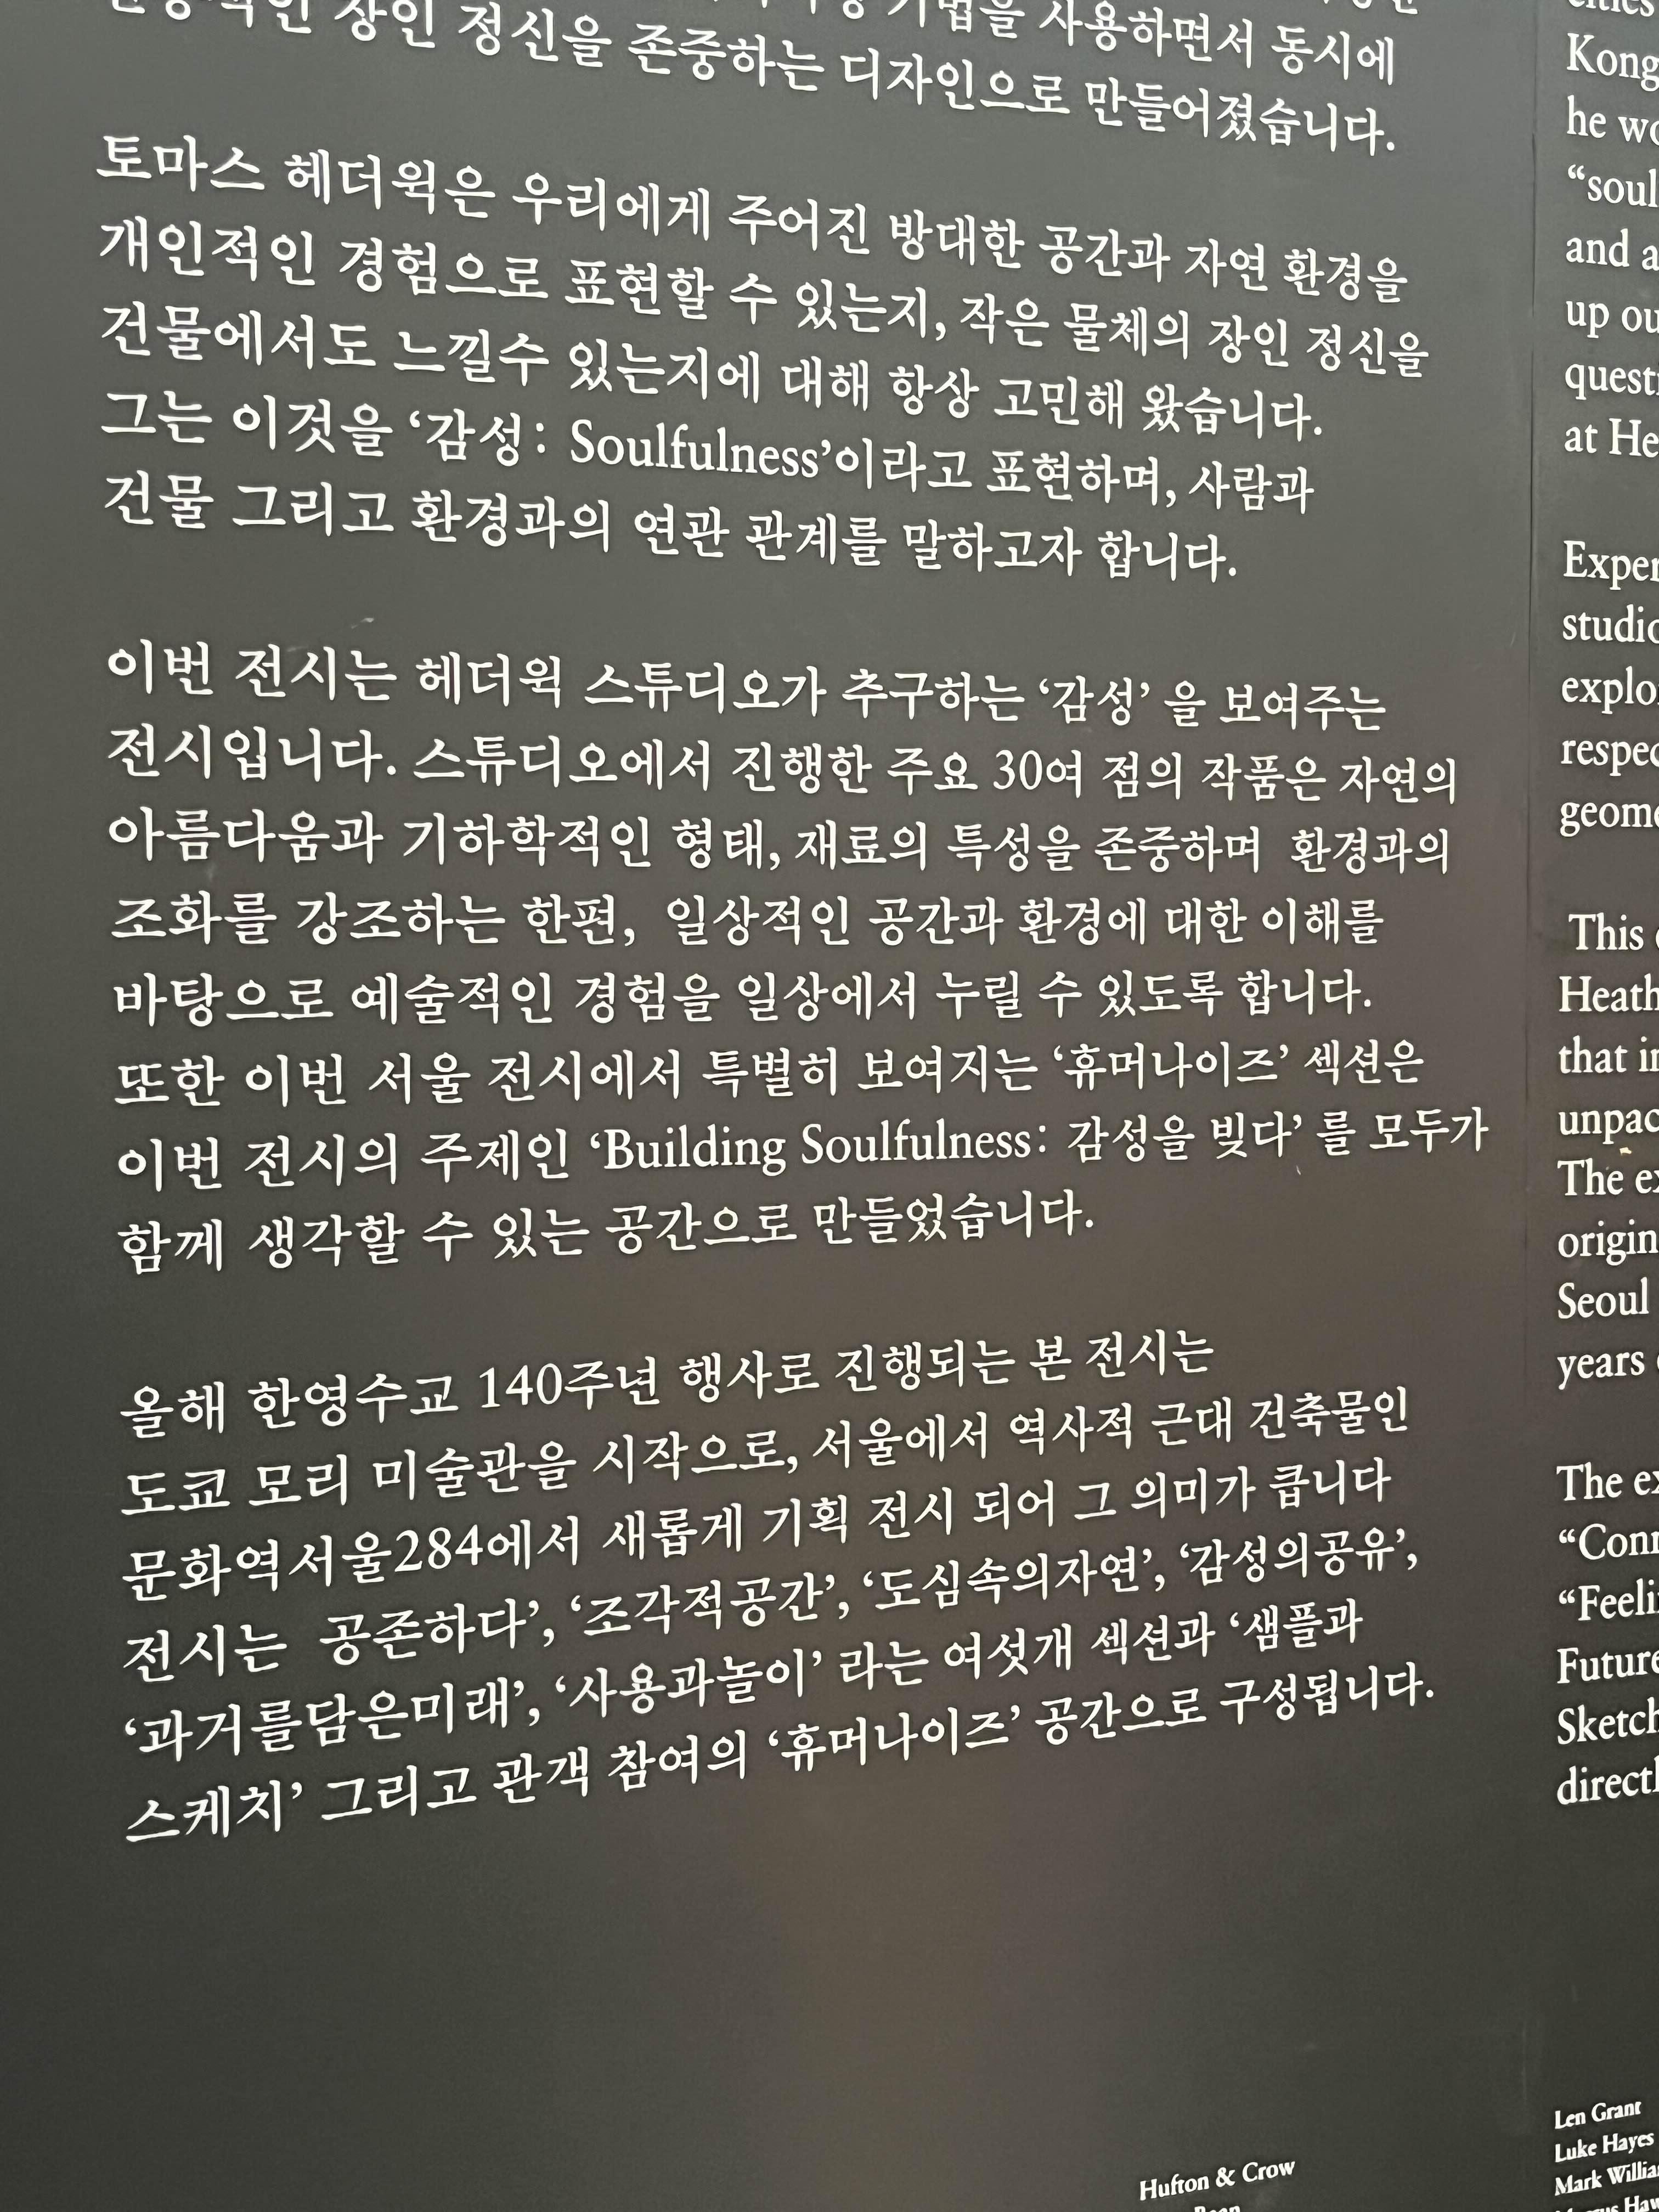 기법을 사용하면서 동시에
장인 정신을 존중하는 디자인으로 만들어졌습니다.
토마스 헤더윅은 우리에게 주어진 방대한 공간과 자연 환경을
개인적인 경험으로 표현할 수 있는지, 작은 물체의 장인 정신을
건물에서도 느낄수 있는지에 대해 항상 고민해 왔습니다.
그는 이것을 ‘감성: Soulfulness’이라고 표현하며, 사람과
건물 그리고 환경과의 연관 관계를 말하고자 합니다.
이번 전시는 헤더윅 스튜디오가 추구하는 ‘감성’ 을 보여주는
전시입니다. 스튜디오에서 진행한 주요 30여 점의 작품은 자연의
아름다움과 기하학적인 형태, 재료의 특성을 존중하며 환경과의
조화를 강조하는 한편, 일상적인 공간과 환경에 대한 이해를
바탕으로 예술적인 경험을 일상에서 누릴 수 있도록 합니다.
또한 이번 서울 전시에서 특별히 보여지는 ‘휴머나이즈’ 섹션은
이번 전시의 주제인 ‘Building Soulfulness: 감성을 빚다’ 를 모두가
함께 생각할 수 있는 공간으로 만들었습니다.
올해 한영수교 140주년 행사로 진행되는 본 전시는
도쿄 모리 미술관을 시작으로, 서울에서 역사적 근대 건축물인
문화역서울284에서 새롭게 기획 전시 되어 그 의미가 큽니다
전시는 공존하다’, ‘조각적공간’, ‘도심속의자연’, ‘감성의공유’,
‘과거를담은미래’, ‘사용과놀이’ 라는 여섯개 섹션과 ‘샘플과
스케치’ 그리고 관객 참여의 ‘휴머나이즈’ 공간으로 구성됩니다.
Hufton & Crow
Kong
he
“soul
and a
up
at
This
Heath
that
The
Seoul
years
The
“Conn
“Feeli
Future
Sketch
Len Grant
Luke Hayes
Mark